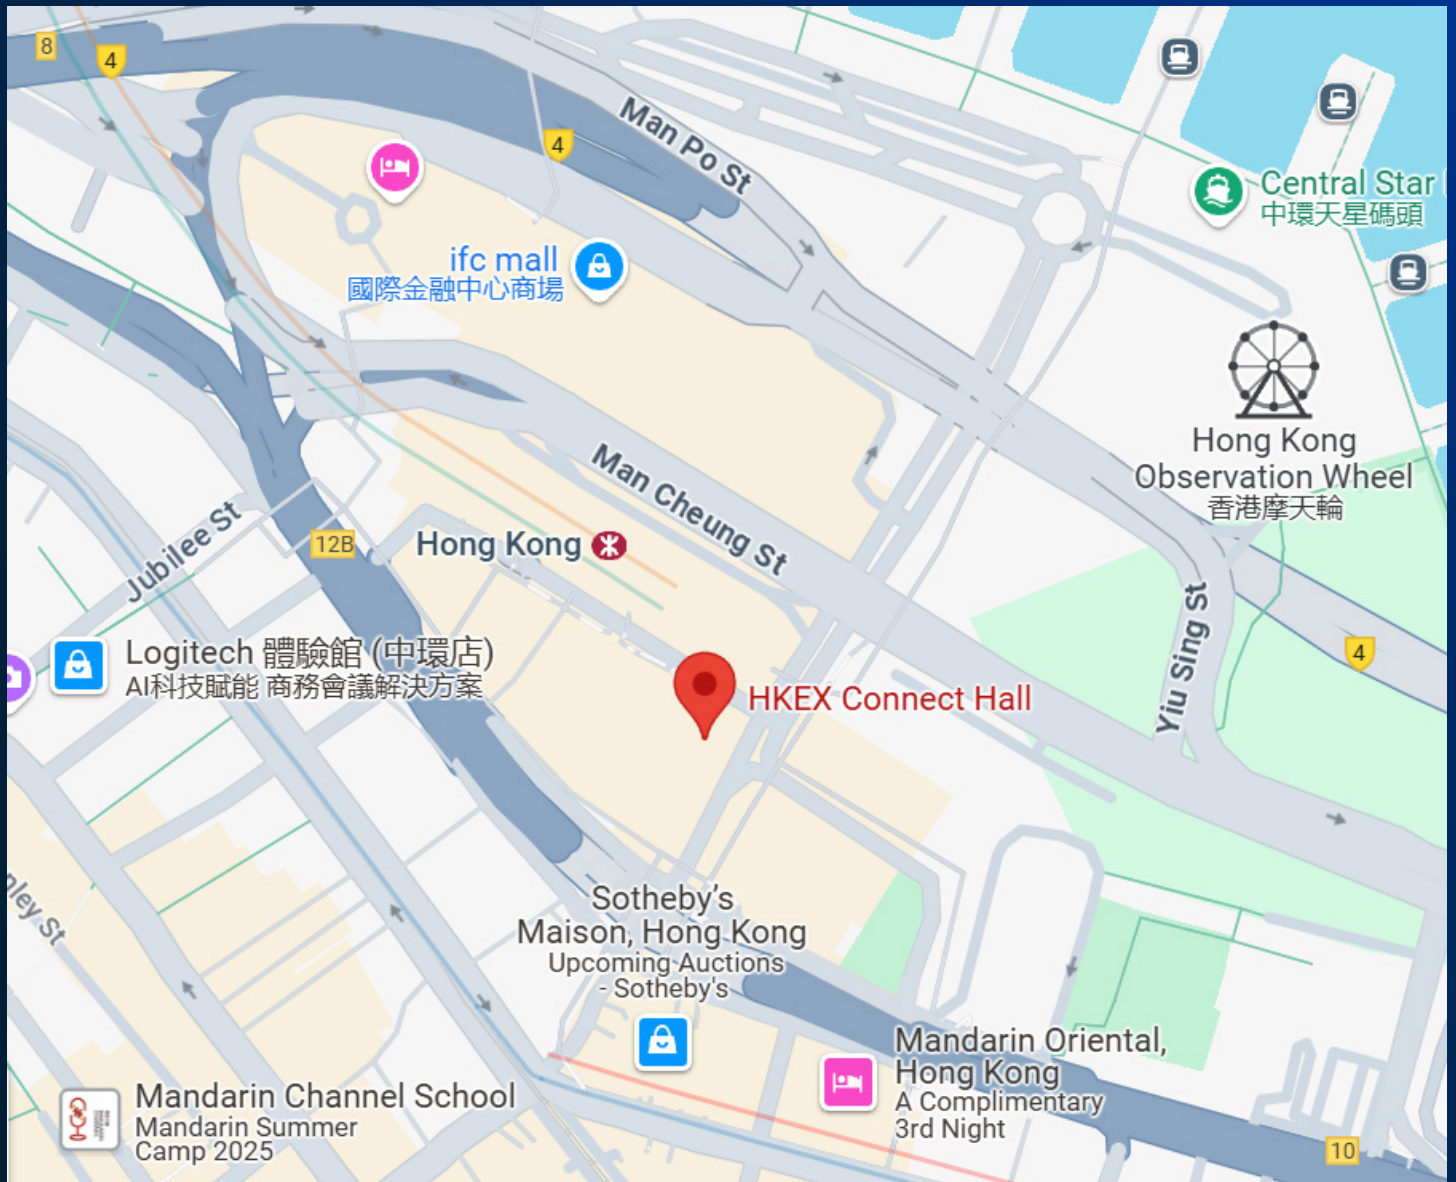 8
4
4
Man Po St
Central Star
中環天星碼頭
ifc mall
國際金融中心商場
Hong Kong
Observation Wheel
香港摩天輪
Man Cheung St
Jubilee St
12B
Hong Kong
Yiu Sing St
4
Logitech 體驗館 (中環店)
AI科技賦能 商務會議解決方案
HKEX Connect Hall
nley St
Sotheby's
Maison, Hong Kong
Upcoming Auctions
- Sotheby's
Mandarin Oriental,
Hong Kong
A Complimentary
3rd Night
Mandarin Channel School
Mandarin Summer
Camp 2025
10